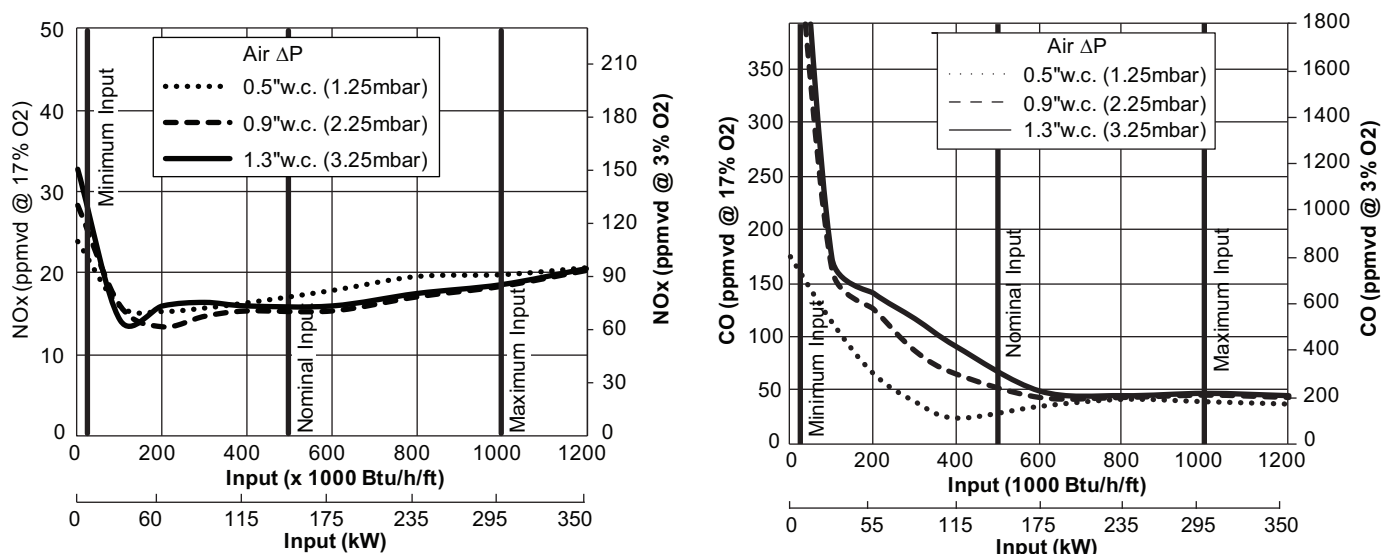 50
40
30
20
10
0
NOx (ppmvd @ 17% O2)
Air ΔP
0.5"w.c. (1.25mbar)
0.9"w.c. (2.25mbar)
1.3"w.c. (3.25mbar)
Minimum Input
Nominal Input
Maximum Input
210
180
150
120
90
60
30
0
NOx (ppmvd @ 3% O2)
0 200 400 600 800 1000 1200
Input (x 1000 Btu/h/ft)
0 60 115 175 235 295 350
Input (kW)
350
300
250
200
150
100
50
0
CO (ppmvd @ 17% O2)
Air ΔP
0.5"w.c. (1.25mbar)
0.9"w.c. (2.25mbar)
1.3"w.c. (3.25mbar)
Minimum Input
Nominal Input
Maximum Input
1800
1600
1400
1200
1000
800
600
400
200
0
CO (ppmvd @ 3% O2)
0 200 400 600 800 1000 1200
Input (1000 Btu/h/ft)
0 55 115 175 235 295 350
Input (kW)